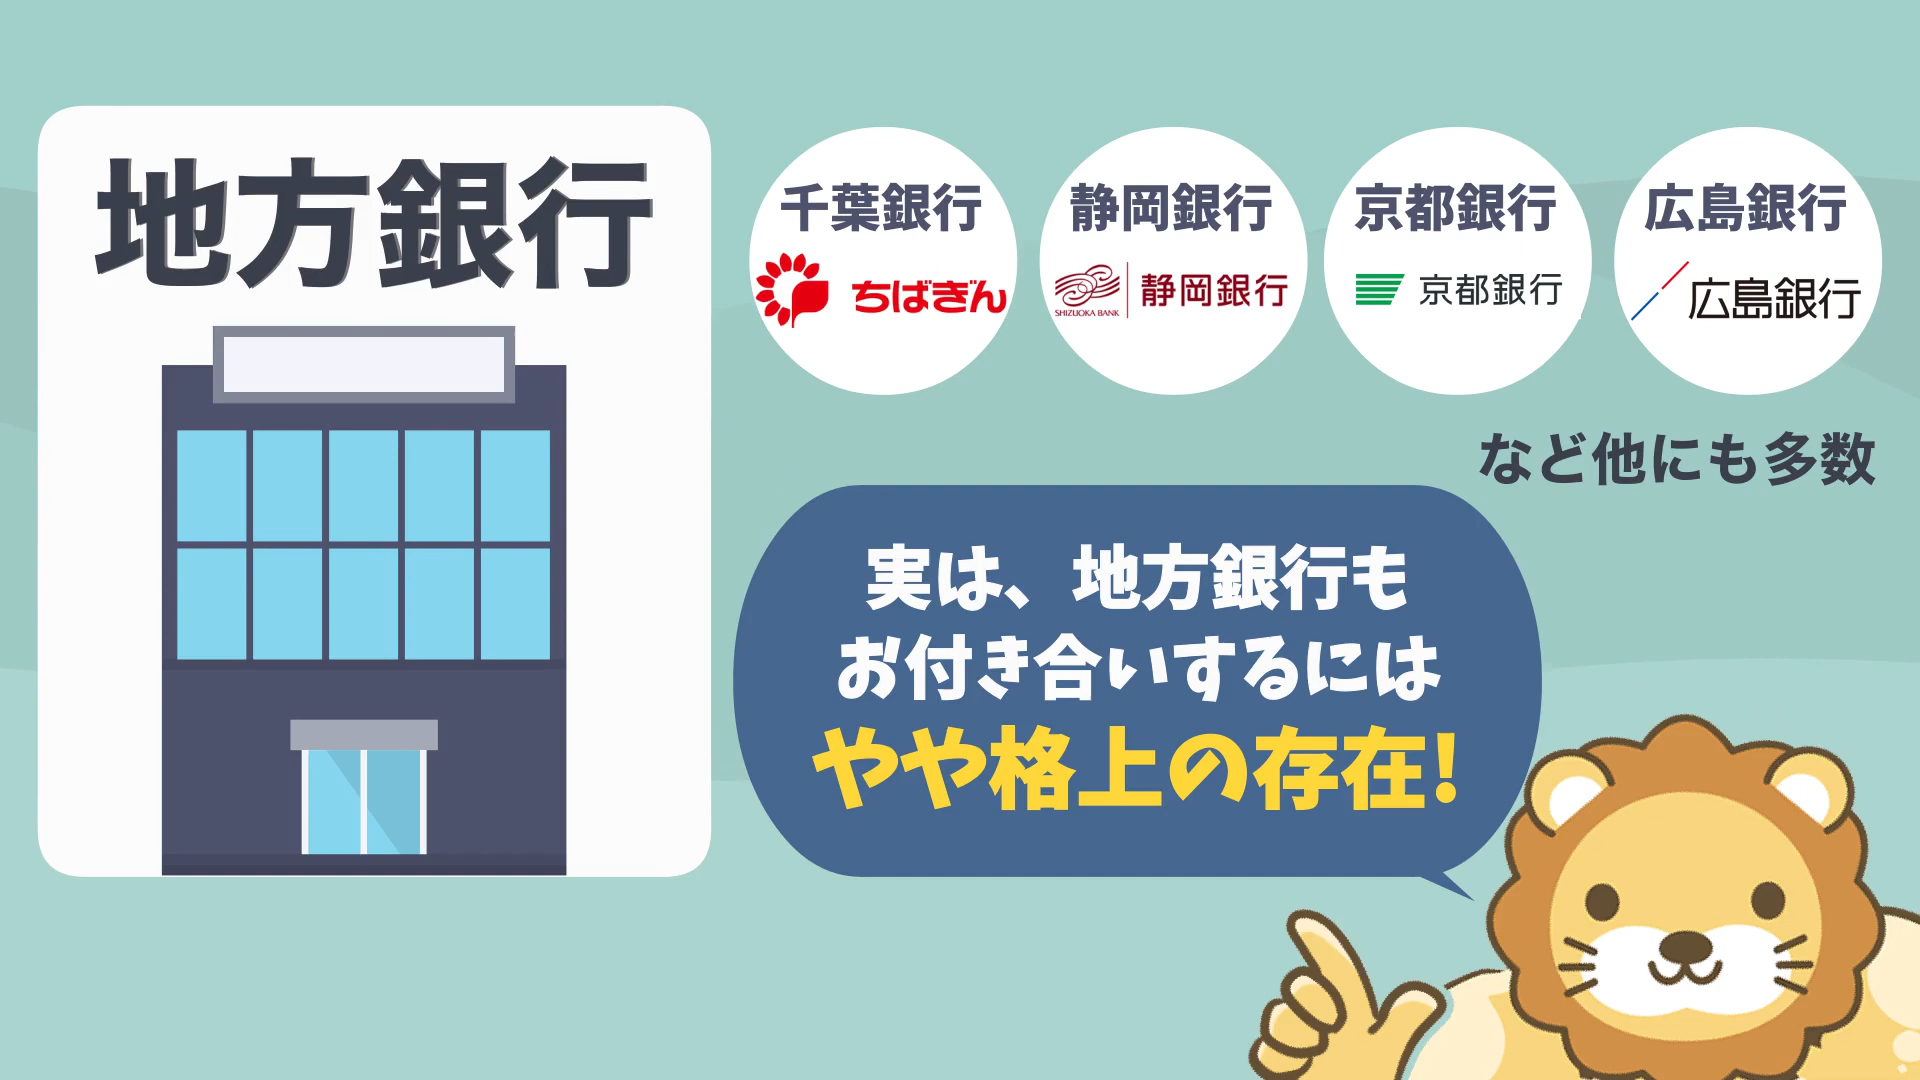 地方銀行
千葉銀行
ちばぎん
静岡銀行
SHIZUOKA BANK
静岡銀行
京都銀行
京都銀行
広島銀行
広島銀行
など他にも多数
実は、地方銀行も
お付き合いするには
やや格上の存在!